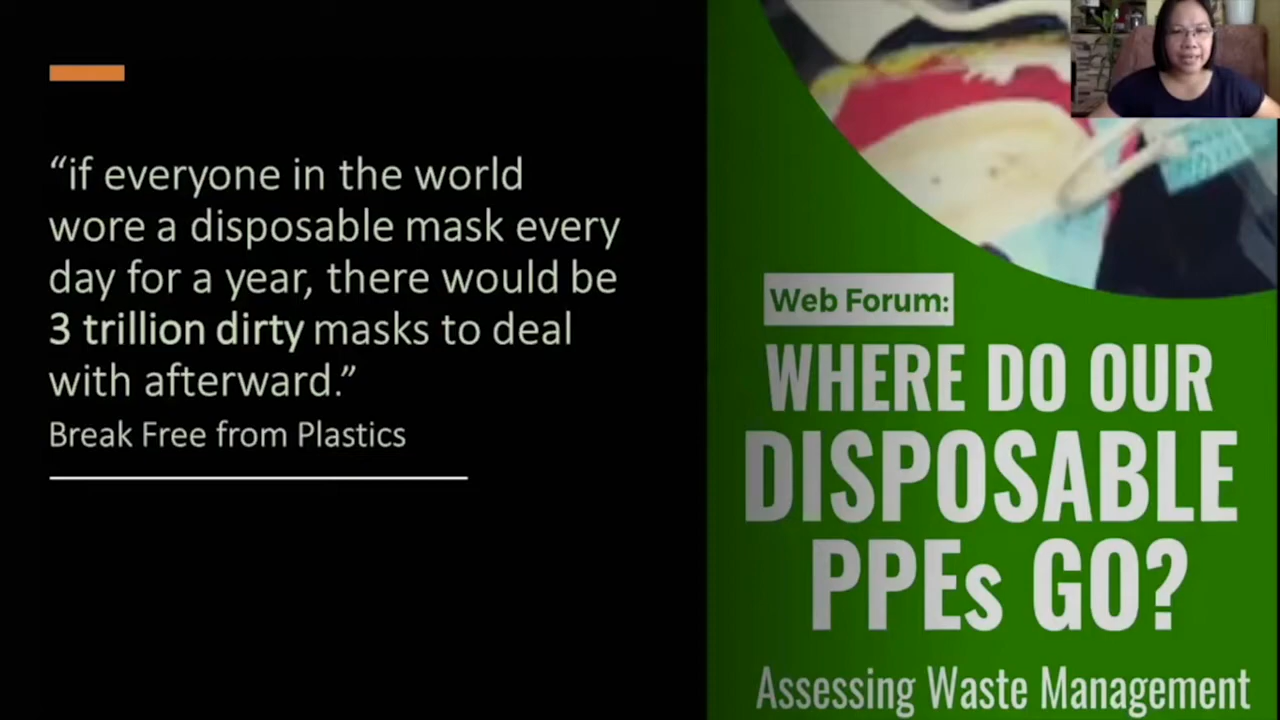 “if everyone in the world
wore a disposable mask every
day for a year, there would be
3 trillion dirty masks to deal
with afterward.”
Break Free from Plastics
Web Forum:
WHERE DO OUR
DISPOSABLE
PPEs GO?
Assessing Waste Management